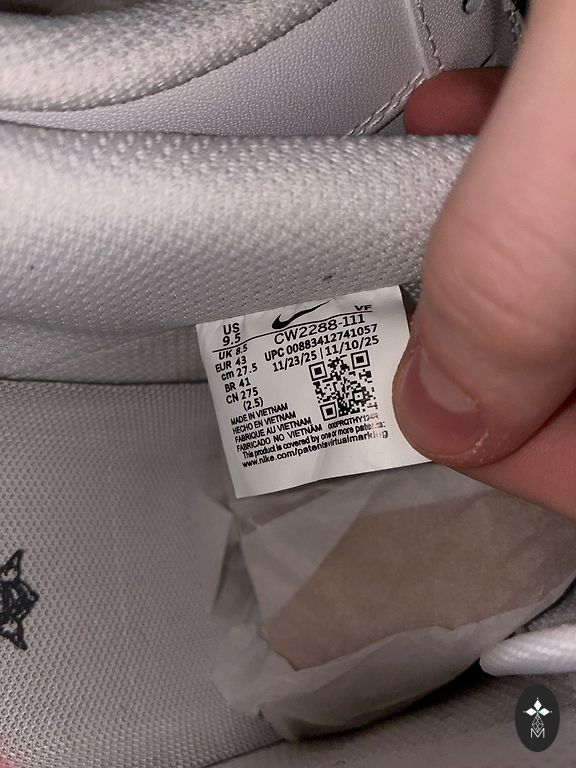 US
9.5
UK 8.5
EUR 43
cm 27.5
BR 41
CN 275
(2.5)
VF
CW2288-111
UPC 00883412741057
11/23/25 | 11/10/25
MADE IN VIETNAM
HECHO EN VIETNAM
FABRIQUE AU VIETNAM
FABRICADO NO VIETNAM
This product is covered by one or more patents:
www.nike.com/patentsvirtualmarking
M